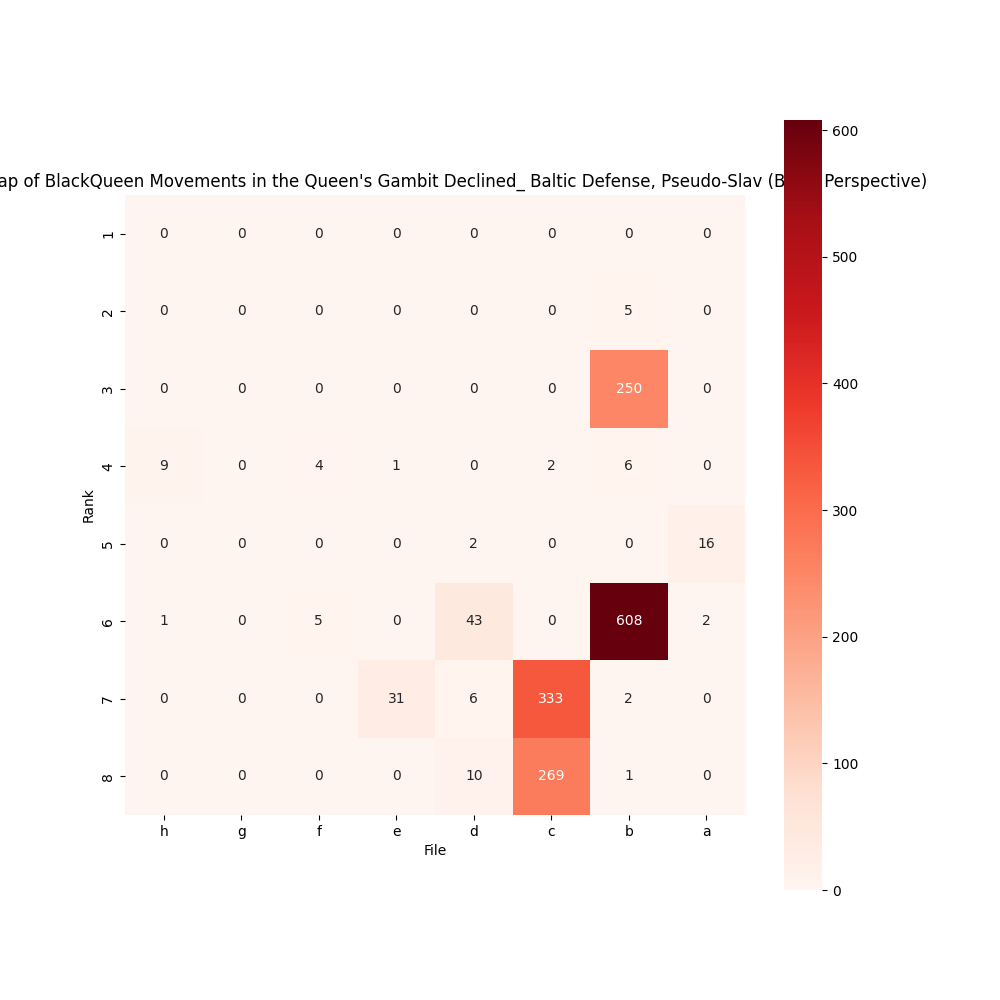 ap of BlackQueen Movements in the Queen's Gambit Declined_ Baltic Defense, Pseudo-Slav (B Perspective)
600
500
400
300
200
100
0
1 0 0 0 0 0 0 0 0
2 0 0 0 0 0 0 5 0
3 0 0 0 0 0 0 250 0
4 9 0 4 1 0 2 6 0
Rank
5 0 0 0 0 2 0 0 16
6 1 0 5 0 43 0 608 2
7 0 0 0 31 6 333 2 0
8 0 0 0 0 10 269 1 0
h g f e d c b a
File